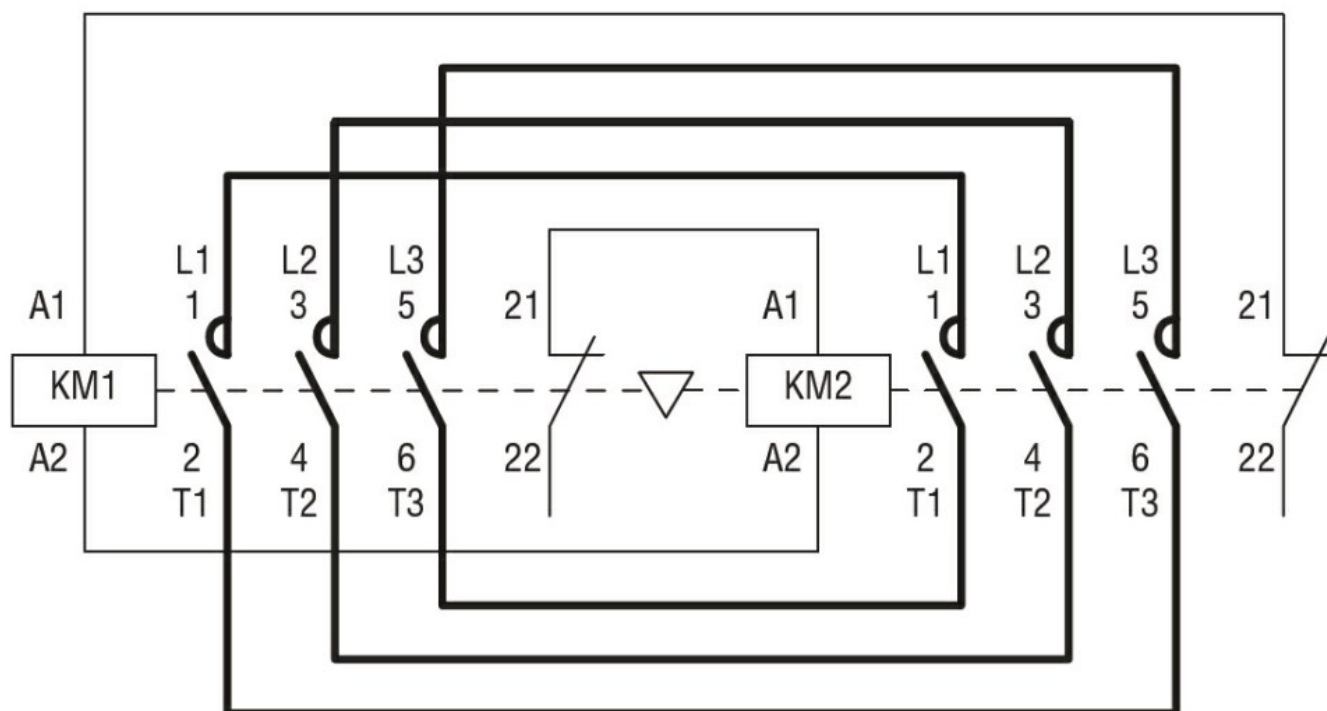 L1 L2 L3 L1 L2 L3
A1 1 3 5 21 A1 1 3 5 21
KM1 KM2
A2 2 4 6 22 A2 2 4 6 22
T1 T2 T3 T1 T2 T3